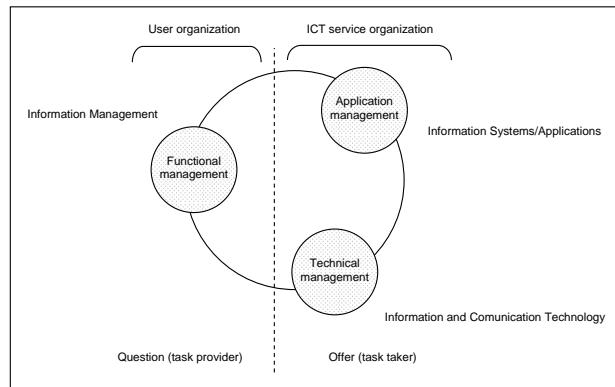 User organization
ICT service organization
Application
management
Information Management
Information Systems/Applications
Functional
management
Technical
management
Information and Comunication Technology
Question (task provider)
Offer (task taker)